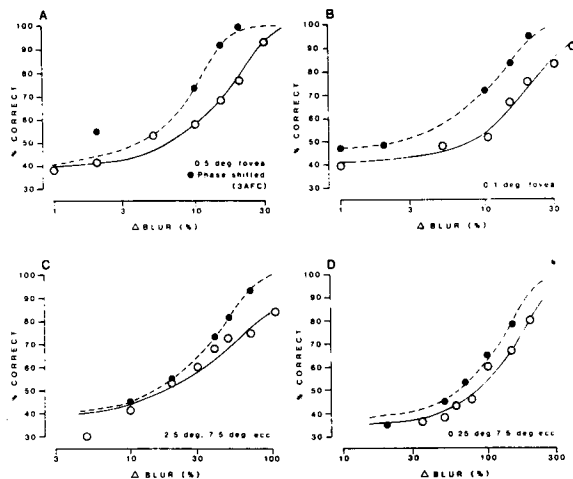 A
100
90
80
70
60
50
40
30
% CORRECT
0.5 deg fovea
● Phase shifted
(3AFC)
1
3
10
30
Δ BLUR (%)
B
100
90
80
70
60
50
40
30
% CORRECT
0.1 deg fovea
1
10
30
Δ BLUR (%)
C
100
90
80
70
60
50
40
30
% CORRECT
2.5 deg, 7.5 deg ecc
3
10
30
100
Δ BLUR (%)
D
100
90
80
70
60
50
40
30
% CORRECT
0.25 deg 7.5 deg ecc
10
30
100
300
Δ BLUR (%)